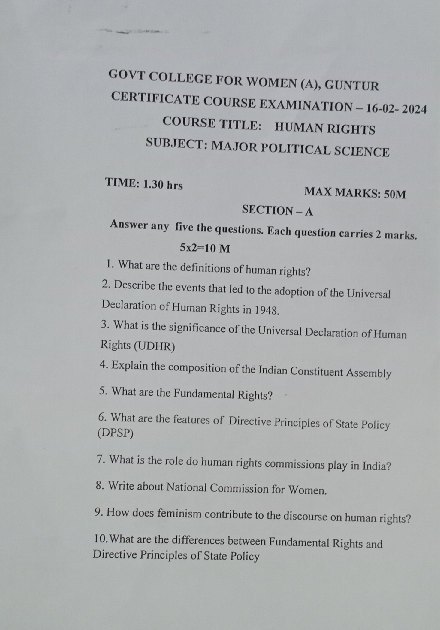 GOVT COLLEGE FOR WOMEN (A), GUNTUR
CERTIFICATE COURSE EXAMINATION – 16-02- 2024
COURSE TITLE: HUMAN RIGHTS
SUBJECT: MAJOR POLITICAL SCIENCE
TIME: 1.30 hrs
MAX MARKS: 50M
SECTION – A
Answer any five the questions. Each question carries 2 marks.
5x2=10 M
1. What are the definitions of human rights?
2. Describe the events that led to the adoption of the Universal
Declaration of Human Rights in 1948.
3. What is the significance of the Universal Declaration of Human
Rights (UDHR)
4. Explain the composition of the Indian Constituent Assembly
5. What are the Fundamental Rights?
6. What are the features of Directive Principles of State Policy
(DPSP)
7. What is the role do human rights commissions play in India?
8. Write about National Commission for Women.
9. How does feminism contribute to the discourse on human rights?
10.What are the differences between Fundamental Rights and
Directive Principles of State Policy